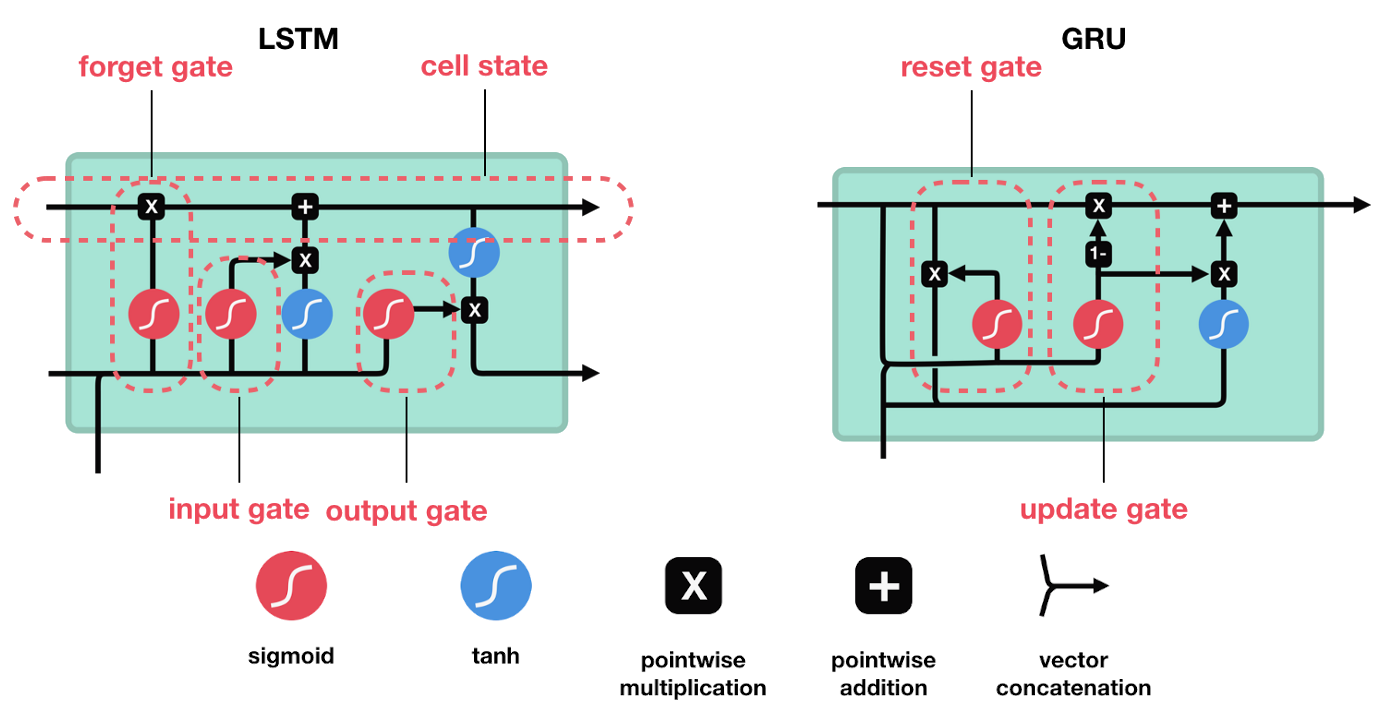 LSTM
forget gate
cell state
X
+
X
X
input gate
output gate
GRU
reset gate
X
+
1-
X
X
update gate
sigmoid
tanh
X
pointwise
multiplication
+
pointwise
addition
vector
concatenation